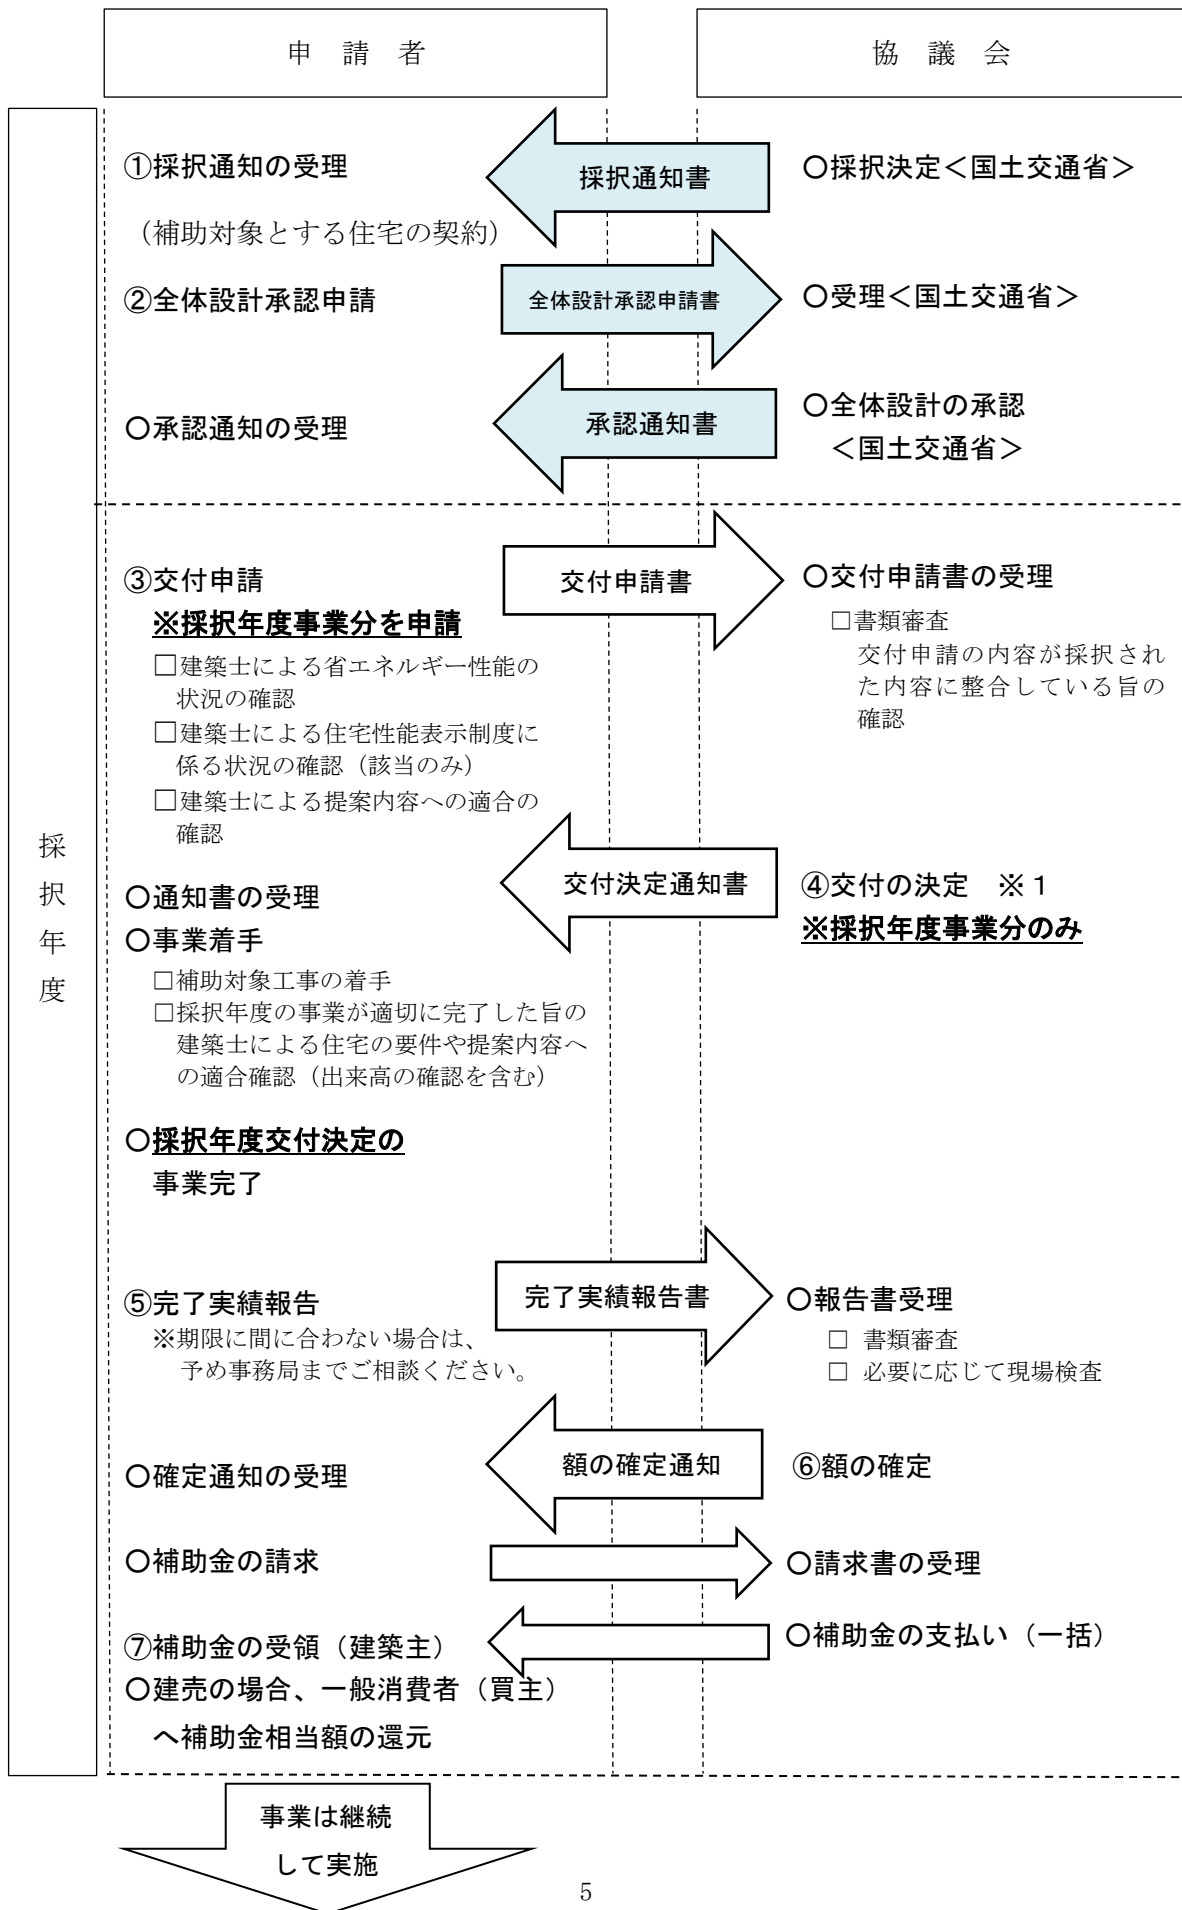 申請者
協議会
採択年度
①採択通知の受理
採択通知書
〇採択決定＜国土交通省＞
（補助対象とする住宅の契約）
②全体設計承認申請
全体設計承認申請書
〇受理＜国土交通省＞
〇承認通知の受理
承認通知書
〇全体設計の承認
＜国土交通省＞
③交付申請
※採択年度事業分を申請
□建築士による省エネルギー性能の
状況の確認
□建築士による住宅性能表示制度に
係る状況の確認（該当のみ）
□建築士による提案内容への適合の
確認
交付申請書
〇交付申請書の受理
□書類審査
交付申請の内容が採択され
た内容に整合している旨の
確認
交付決定通知書
④交付の決定　※１
※採択年度事業分のみ
〇通知書の受理
〇事業着手
□補助対象工事の着手
□採択年度の事業が適切に完了した旨の
建築士による住宅の要件や提案内容へ
の適合確認（出来高の確認を含む）
〇採択年度交付決定の
事業完了
⑤完了実績報告
※期限に間に合わない場合は、
予め事務局までご相談ください。
完了実績報告書
〇報告書受理
□ 書類審査
□ 必要に応じて現場検査
〇確定通知の受理
額の確定通知
⑥額の確定
〇補助金の請求
〇請求書の受理
⑦補助金の受領（建築主）
〇補助金の支払い（一括）
〇建売の場合、一般消費者（買主）
へ補助金相当額の還元
事業は継続
して実施
5